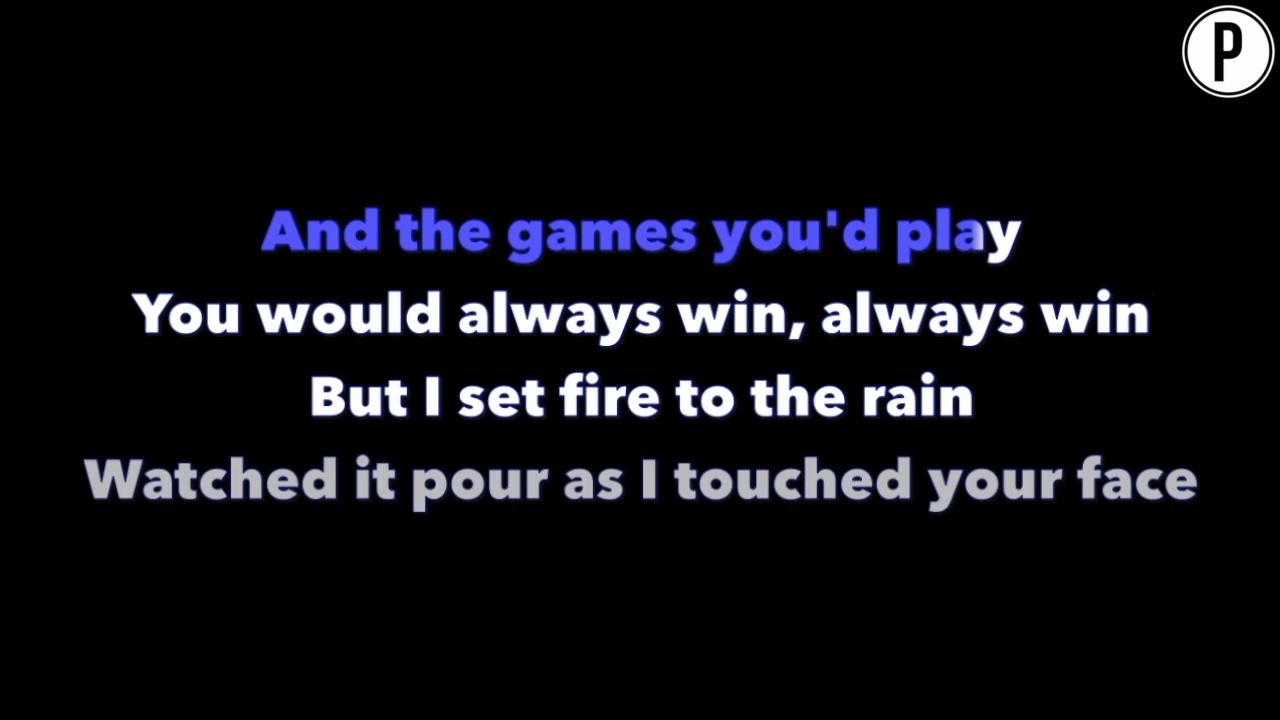 P
And the games you'd play
You would always win, always win
But I set fire to the rain
Watched it pour as I touched your face